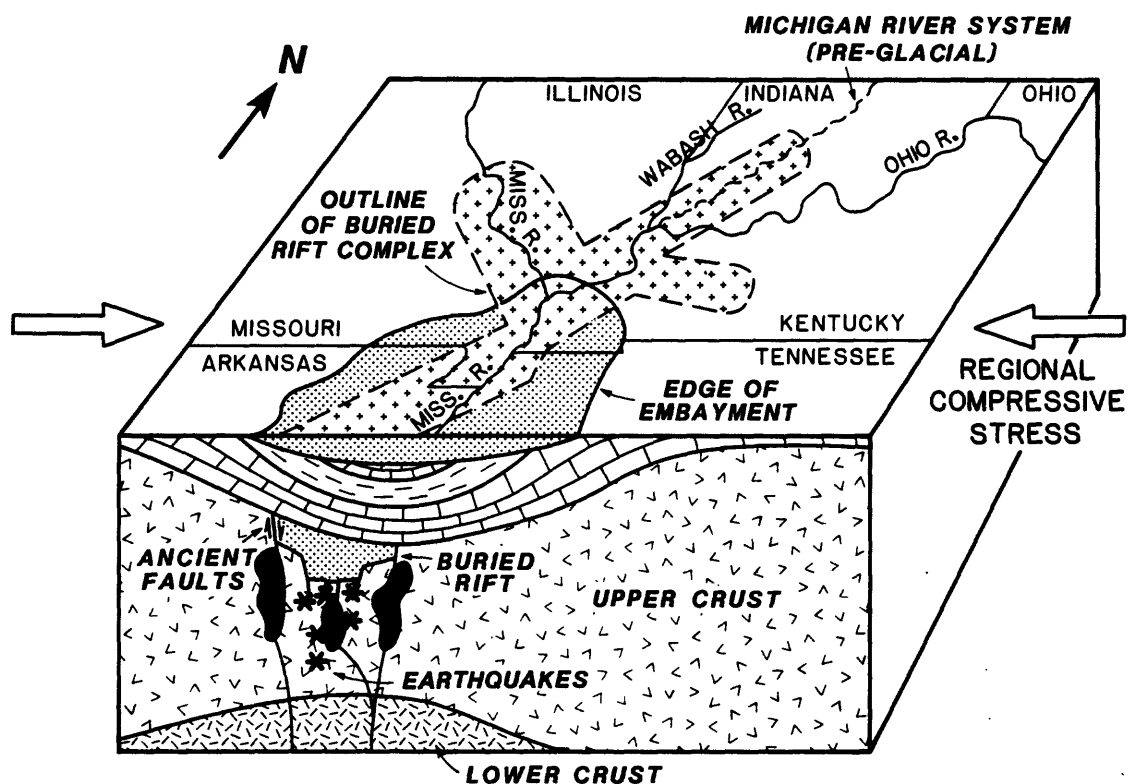 MICHIGAN RIVER SYSTEM
(PRE-GLACIAL)
N
ILLINOIS
INDIANA
OHIO
WABASH R.
OHIO R.
MISS. R.
OUTLINE
OF BURIED
RIFT COMPLEX
MISSOURI
KENTUCKY
ARKANSAS
TENNESSEE
MISS. R.
EDGE OF
EMBAYMENT
REGIONAL
COMPRESSIVE
STRESS
ANCIENT
FAULTS
BURIED
RIFT
UPPER CRUST
EARTHQUAKES
LOWER CRUST